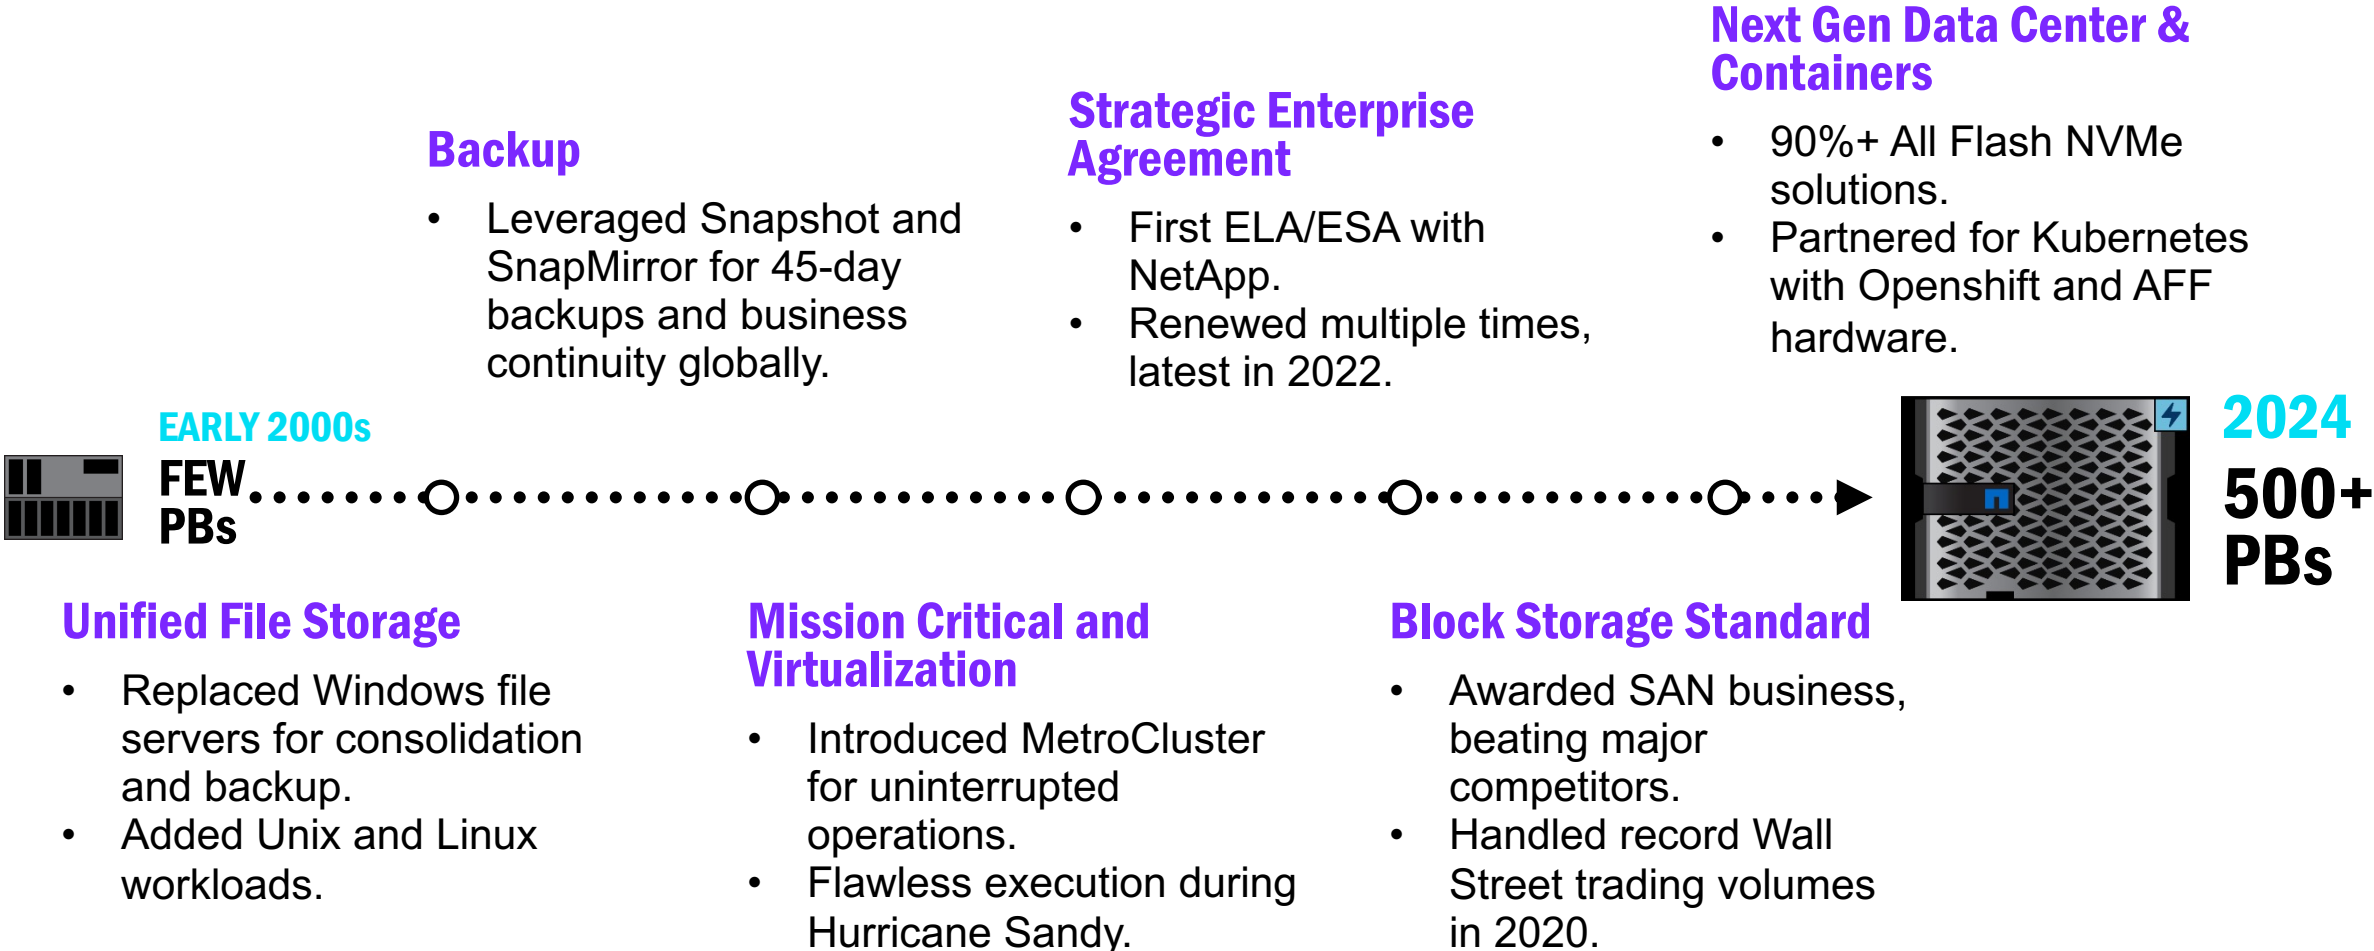 EARLY 2000s
FEW
PBs
Unified File Storage
• Replaced Windows file
servers for consolidation
and backup.
• Added Unix and Linux
workloads.
Backup
• Leveraged Snapshot and
SnapMirror for 45-day
backups and business
continuity globally.
Mission Critical and
Virtualization
• Introduced MetroCluster
for uninterrupted
operations.
• Flawless execution during
Hurricane Sandy.
Strategic Enterprise
Agreement
• First ELA/ESA with
NetApp.
• Renewed multiple times,
latest in 2022.
Block Storage Standard
• Awarded SAN business,
beating major
competitors.
• Handled record Wall
Street trading volumes
in 2020.
Next Gen Data Center &
Containers
• 90%+ All Flash NVMe
solutions.
• Partnered for Kubernetes
with Openshift and AFF
hardware.
2024
500+
PBs